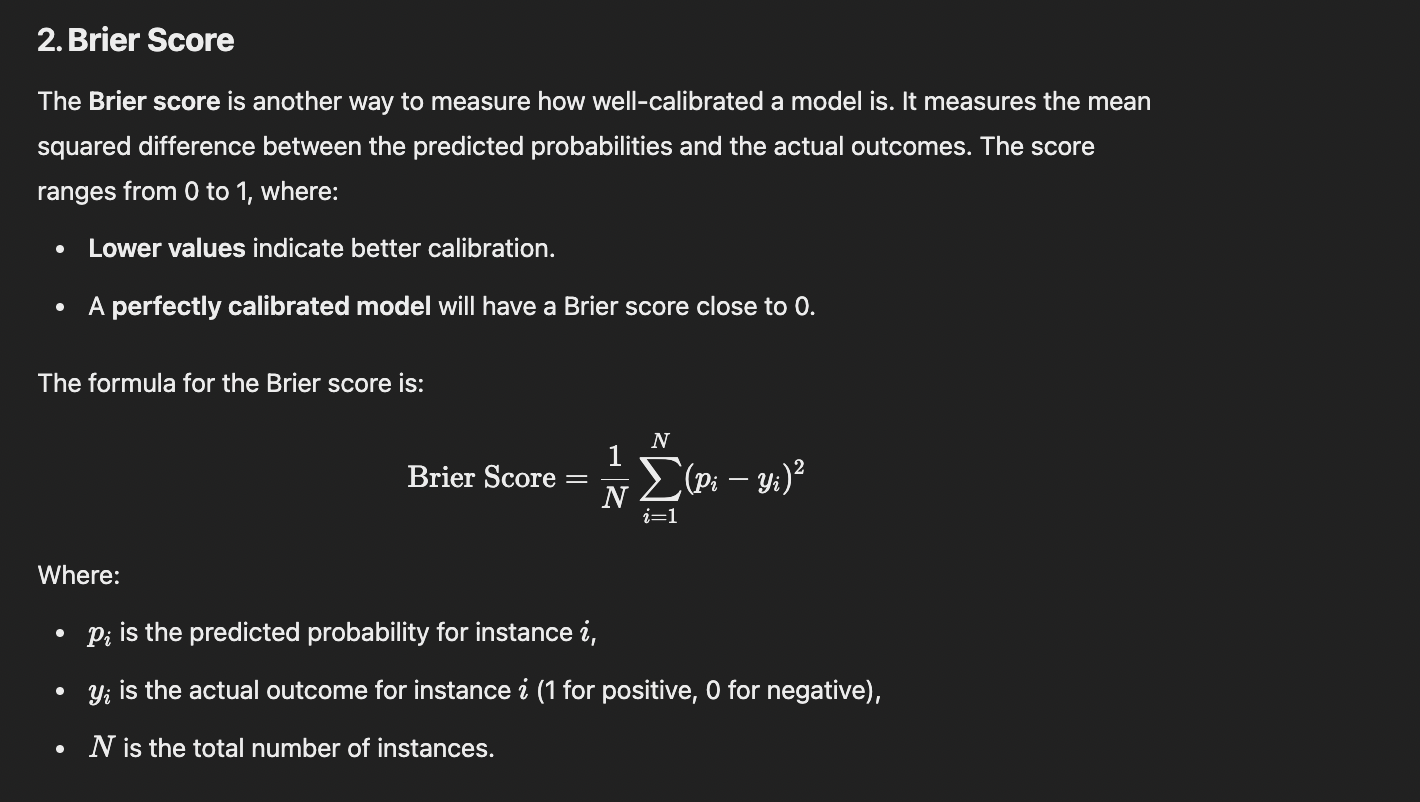 2. Brier Score
The Brier score is another way to measure how well-calibrated a model is. It measures the mean
squared difference between the predicted probabilities and the actual outcomes. The score
ranges from 0 to 1, where:
• Lower values indicate better calibration.
• A perfectly calibrated model will have a Brier score close to 0.
The formula for the Brier score is:
Brier Score = \frac{1}{N} \sum_{i=1}^{N} (p_i - y_i)^2
Where:
• p_i is the predicted probability for instance i,
• y_i is the actual outcome for instance i (1 for positive, 0 for negative),
• N is the total number of instances.